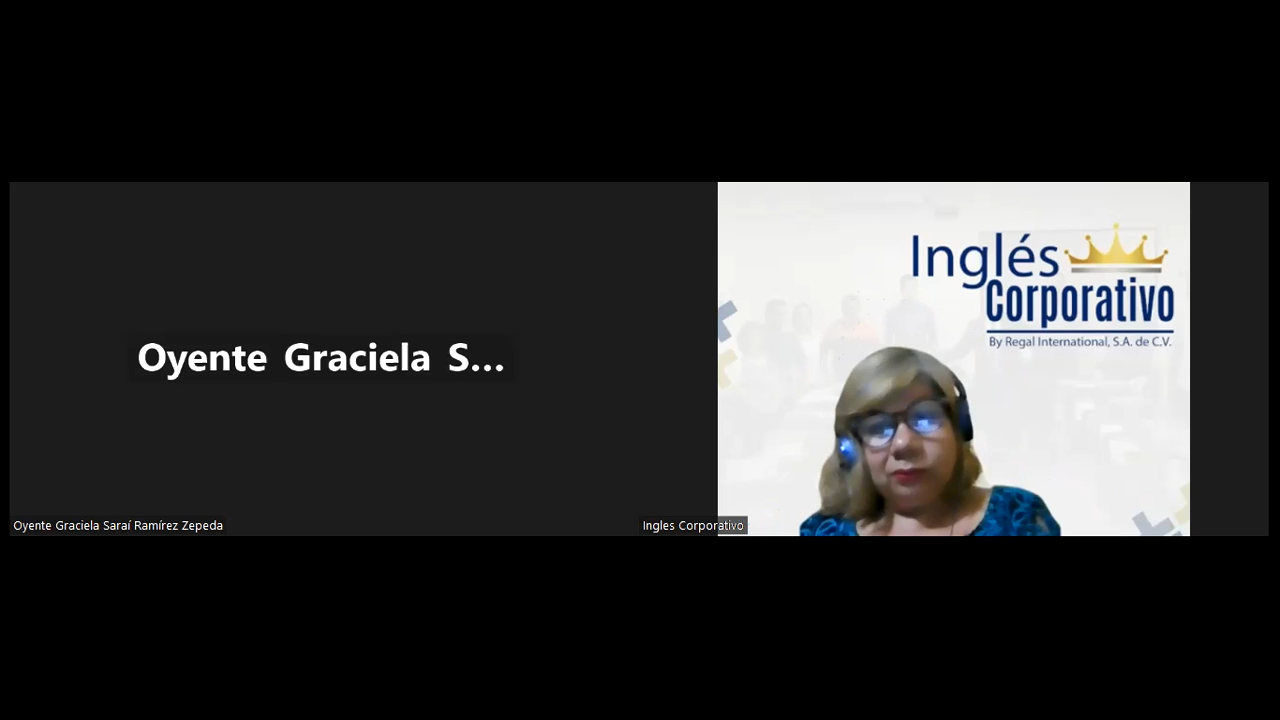 Inglés
Corporativo
By Regal International, S.A. de C.V.
Oyente Graciela S...
Oyente Graciela Saraí Ramírez Zepeda
Ingles Corporativo